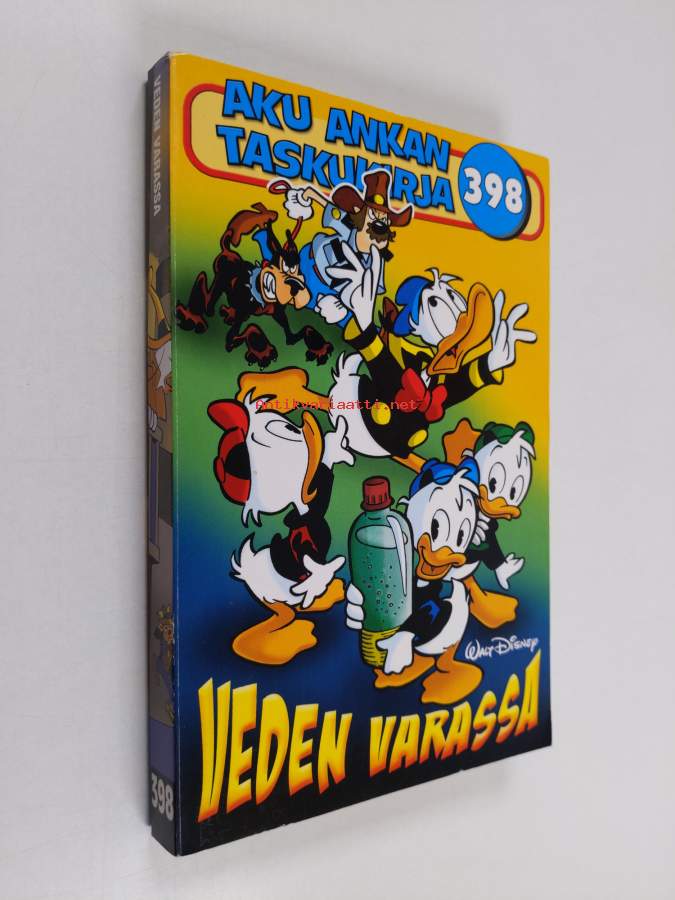 VEDEN VARASSA
398
AKU ANKAN
TASKUKIRJA
398
Antikvariaatti.net
WALT DISNEY
VEDEN VARASSA